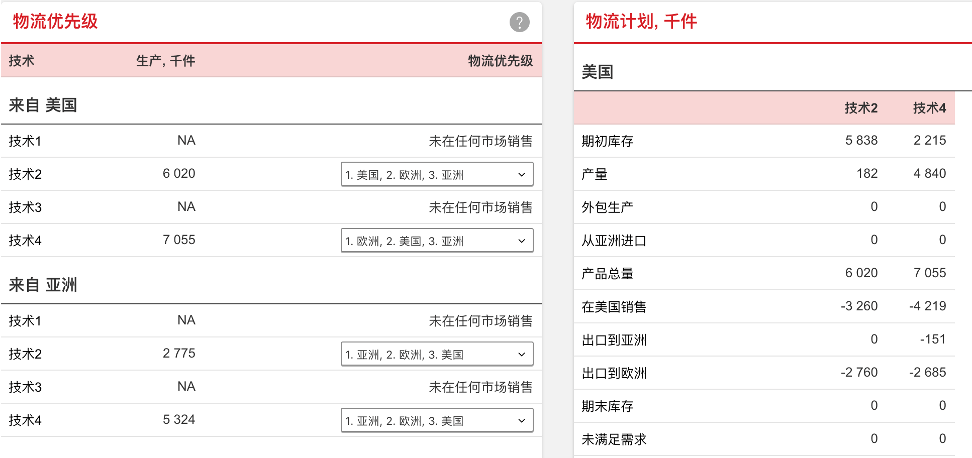 物流优先级
?
技术 生产, 千件 物流优先级
来自 美国
技术1 NA 未在任何市场销售
技术2 6 020 1. 美国, 2. 欧洲, 3. 亚洲
技术3 NA 未在任何市场销售
技术4 7 055 1. 欧洲, 2. 美国, 3. 亚洲
来自 亚洲
技术1 NA 未在任何市场销售
技术2 2 775 1. 亚洲, 2. 欧洲, 3. 美国
技术3 NA 未在任何市场销售
技术4 5 324 1. 亚洲, 2. 欧洲, 3. 美国
物流计划, 千件
美国
技术2 技术4
期初库存 5 838 2 215
产量 182 4 840
外包生产 0 0
从亚洲进口 0 0
产品总量 6 020 7 055
在美国销售 -3 260 -4 219
出口到亚洲 0 -151
出口到欧洲 -2 760 -2 685
期末库存 0 0
未满足需求 0 0